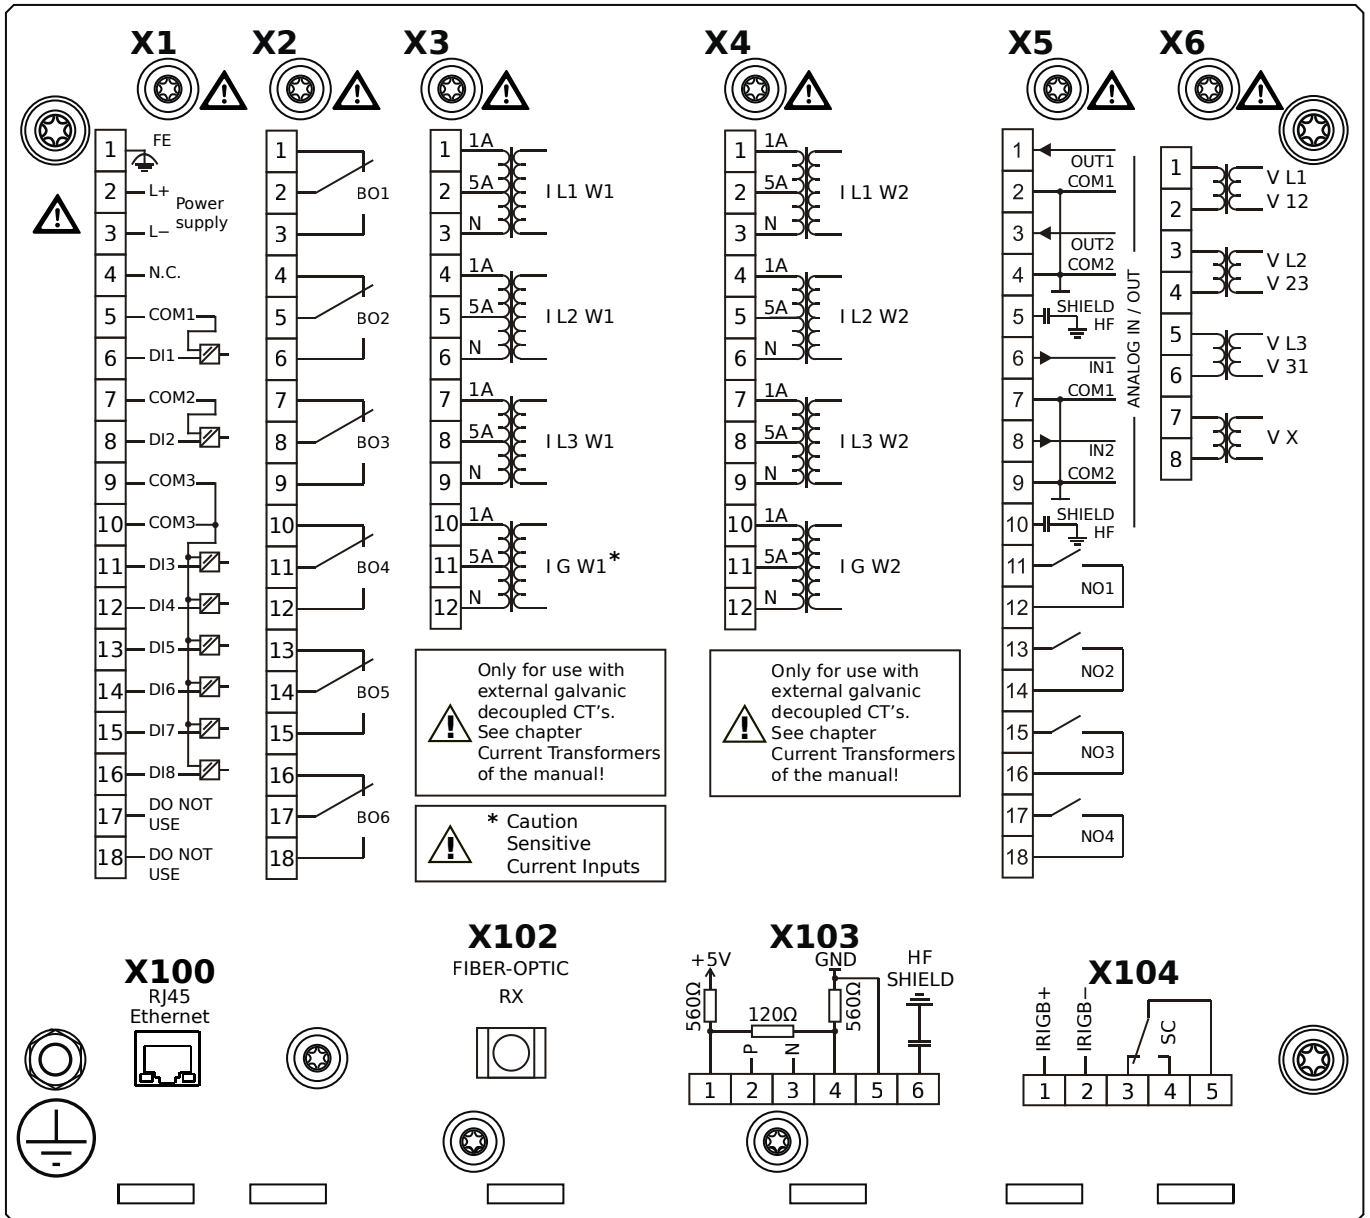 X1
X2
X3
X4
X5
X6
1
FE
2
L+
Power
supply
3
L−
4
N.C.
5
COM1
6
DI1
7
COM2
8
DI2
9
COM3
10
COM3
11
DI3
12
DI4
13
DI5
14
DI6
15
DI7
16
DI8
17
DO NOT
USE
18
DO NOT
USE
1
2
BO1
3
4
5
BO2
6
7
8
BO3
9
10
11
BO4
12
13
14
BO5
15
16
17
BO6
18
1
1A
2
5A
I L1 W1
3
N
4
1A
5
5A
I L2 W1
6
N
7
1A
8
5A
I L3 W1
9
N
10
1A
11
5A
I G W1*
12
N
Only for use with
external galvanic
decoupled CT's.
See chapter
Current Transformers
of the manual!
* Caution
Sensitive
Current Inputs
1
1A
2
5A
I L1 W2
3
N
4
1A
5
5A
I L2 W2
6
N
7
1A
8
5A
I L3 W2
9
N
10
1A
11
5A
I G W2
12
N
Only for use with
external galvanic
decoupled CT's.
See chapter
Current Transformers
of the manual!
1
OUT1
2
COM1
3
OUT2
4
COM2
5
SHIELD
HF
6
IN1
7
COM1
8
IN2
9
COM2
10
SHIELD
HF
ANALOG IN / OUT
11
NO1
12
13
NO2
14
15
NO3
16
17
NO4
18
1
V L1
2
V 12
3
V L2
4
V 23
5
V L3
6
V 31
7
V X
8
X100
RJ45
Ethernet
X102
FIBER-OPTIC
RX
X103
+5V
GND
HF
SHIELD
560Ω
120Ω
560Ω
P
N
1
2
3
4
5
6
X104
IRIGB+
IRIGB−
SC
1
2
3
4
5